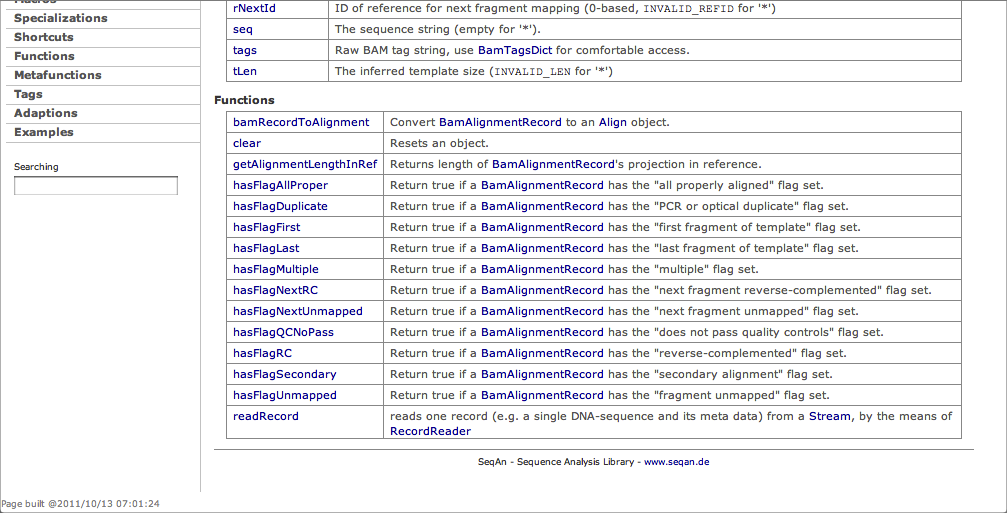 Macros
Specializations
Shortcuts
Functions
Metafunctions
Tags
Adaptions
Examples
Searching
rNextId ID of reference for next fragment mapping (0-based, INVALID_REFID for '*')
seq The sequence string (empty for '*').
tags Raw BAM tag string, use BamTagsDict for comfortable access.
tLen The inferred template size (INVALID_LEN for '*')
Functions
bamRecordToAlignment Convert BamAlignmentRecord to an Align object.
clear Resets an object.
getAlignmentLengthInRef Returns length of BamAlignmentRecord's projection in reference.
hasFlagAllProper Return true if a BamAlignmentRecord has the "all properly aligned" flag set.
hasFlagDuplicate Return true if a BamAlignmentRecord has the "PCR or optical duplicate" flag set.
hasFlagFirst Return true if a BamAlignmentRecord has the "first fragment of template" flag set.
hasFlagLast Return true if a BamAlignmentRecord has the "last fragment of template" flag set.
hasFlagMultiple Return true if a BamAlignmentRecord has the "multiple" flag set.
hasFlagNextRC Return true if a BamAlignmentRecord has the "next fragment reverse-complemented" flag set.
hasFlagNextUnmapped Return true if a BamAlignmentRecord has the "next fragment unmapped" flag set.
hasFlagQCNoPass Return true if a BamAlignmentRecord has the "does not pass quality controls" flag set.
hasFlagRC Return true if a BamAlignmentRecord has the "reverse-complemented" flag set.
hasFlagSecondary Return true if a BamAlignmentRecord has the "secondary alignment" flag set.
hasFlagUnmapped Return true if a BamAlignmentRecord has the "fragment unmapped" flag set.
readRecord reads one record (e.g. a single DNA-sequence and its meta data) from a Stream, by the means of
RecordReader
SeqAn - Sequence Analysis Library - www.seqan.de
Page built @2011/10/13 07:01:24